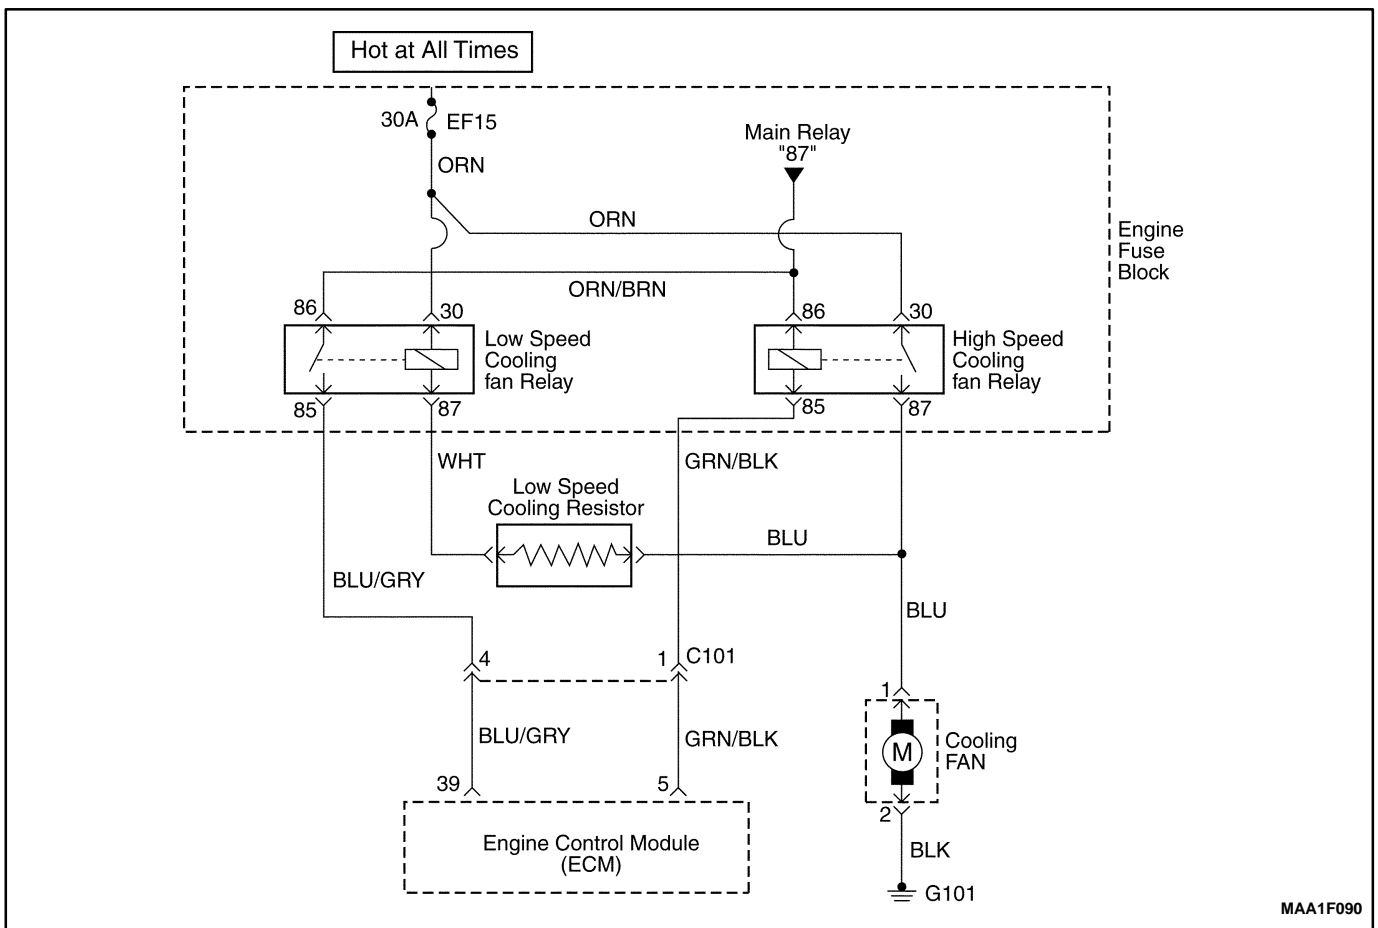 Hot at All Times
30A EF15
Main Relay
"87"
ORN
ORN
Engine
Fuse
Block
ORN/BRN
86 30
86 30
Low Speed
Cooling
fan Relay
High Speed
Cooling
fan Relay
85 87
85 87
WHT
GRN/BLK
Low Speed
Cooling Resistor
BLU
BLU/GRY
BLU
4
1 C101
1
BLU/GRY
GRN/BLK
M
Cooling
FAN
39
5
2
Engine Control Module
(ECM)
BLK
G101
MAA1F090